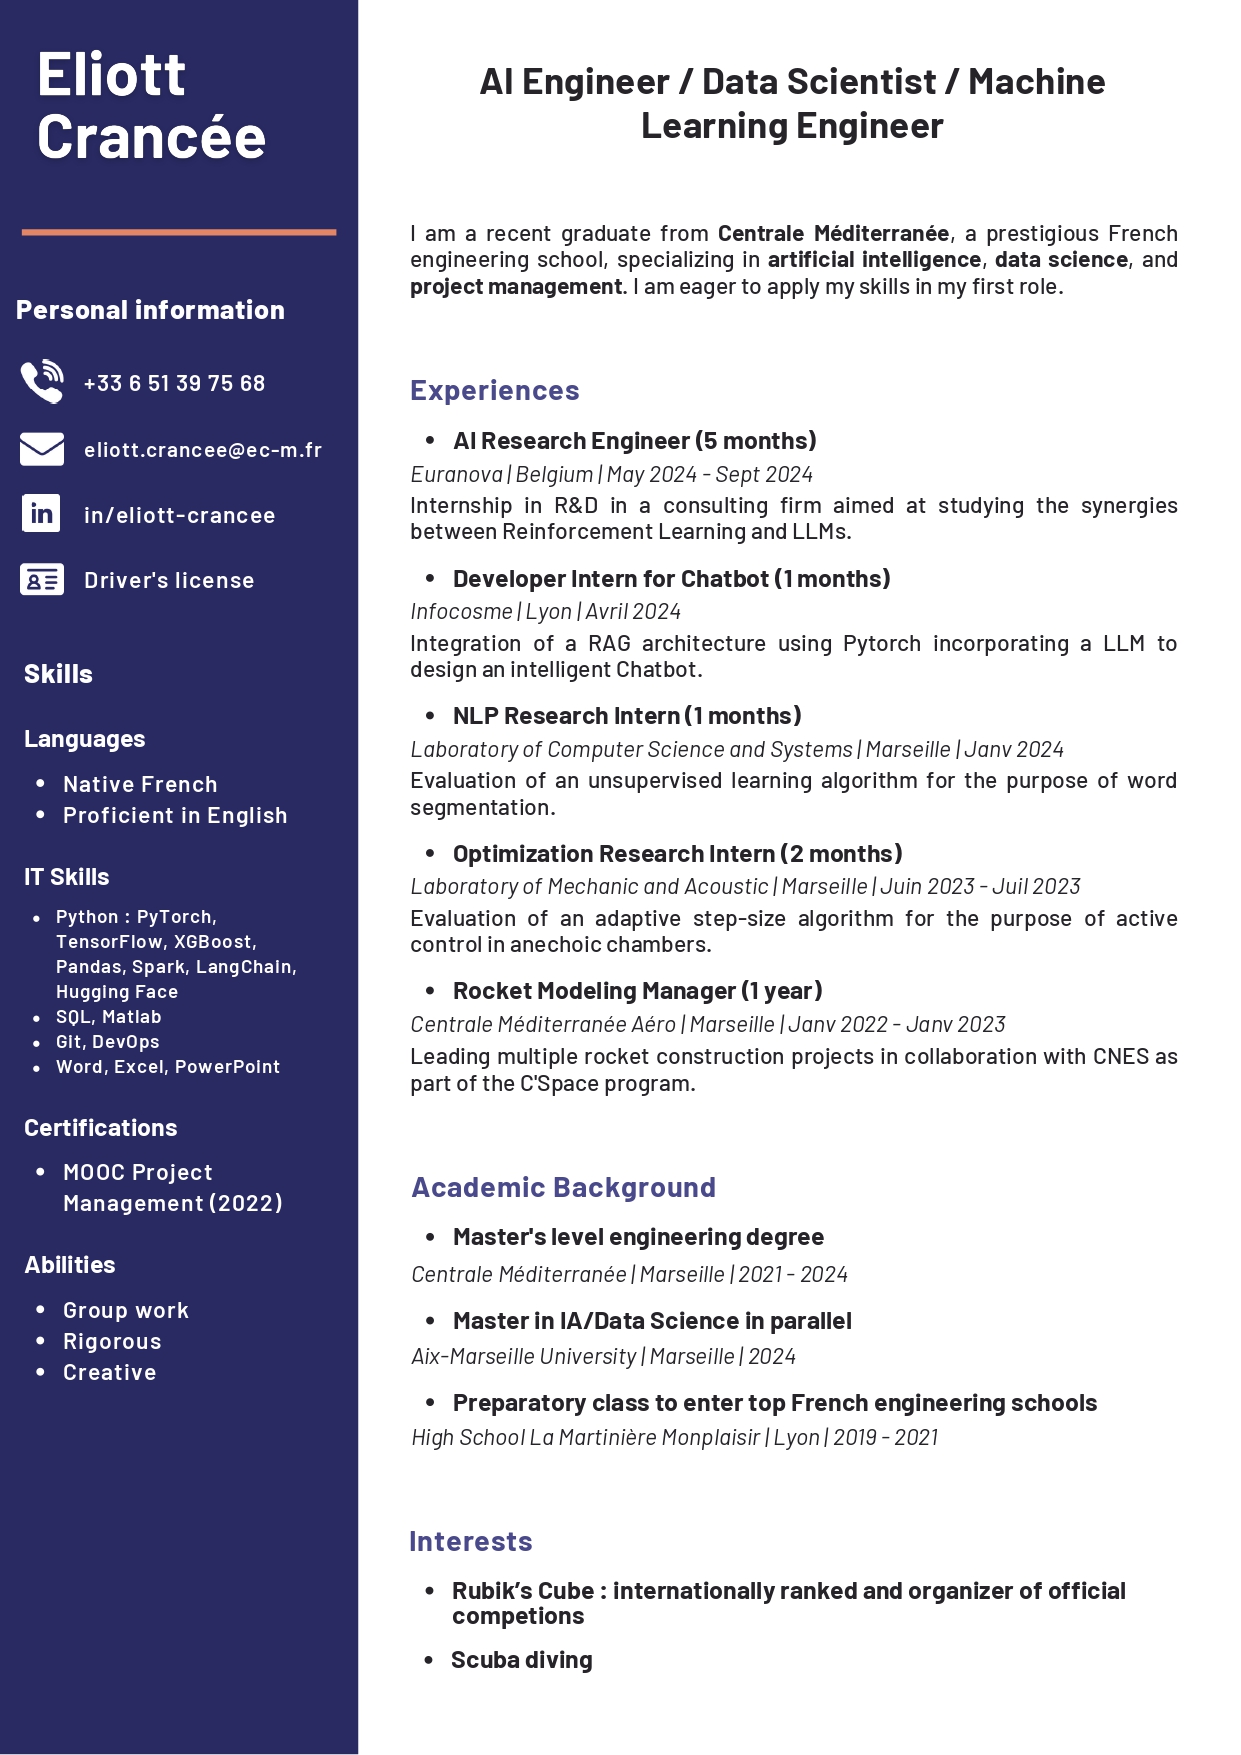 Eliott
Crancée
Personal information
+33 6 51 39 75 68
eliott.crancee@ec-m.fr
in/eliott-crancee
Driver's license
Skills
Languages
• Native French
• Proficient in English
IT Skills
• Python : PyTorch,
TensorFlow, XGBoost,
Pandas, Spark, LangChain,
Hugging Face
• SQL, Matlab
• Git, DevOps
• Word, Excel, PowerPoint
Certifications
• MOOC Project
Management (2022)
Abilities
• Group work
• Rigorous
• Creative
AI Engineer / Data Scientist / Machine
Learning Engineer
I am a recent graduate from Centrale Méditerranée, a prestigious French
engineering school, specializing in artificial intelligence, data science, and
project management. I am eager to apply my skills in my first role.
Experiences
• AI Research Engineer (5 months)
Euranova | Belgium | May 2024 - Sept 2024
Internship in R&D in a consulting firm aimed at studying the synergies
between Reinforcement Learning and LLMs.
• Developer Intern for Chatbot (1 months)
Infocosme | Lyon | Avril 2024
Integration of a RAG architecture using Pytorch incorporating a LLM to
design an intelligent Chatbot.
• NLP Research Intern (1 months)
Laboratory of Computer Science and Systems | Marseille | Janv 2024
Evaluation of an unsupervised learning algorithm for the purpose of word
segmentation.
• Optimization Research Intern (2 months)
Laboratory of Mechanic and Acoustic | Marseille | Juin 2023 - Juil 2023
Evaluation of an adaptive step-size algorithm for the purpose of active
control in anechoic chambers.
• Rocket Modeling Manager (1 year)
Centrale Méditerranée Aéro | Marseille | Janv 2022 - Janv 2023
Leading multiple rocket construction projects in collaboration with CNES as
part of the C'Space program.
Academic Background
• Master's level engineering degree
Centrale Méditerranée | Marseille | 2021 - 2024
• Master in IA/Data Science in parallel
Aix-Marseille University | Marseille | 2024
• Preparatory class to enter top French engineering schools
High School La Martinière Monplaisir | Lyon | 2019 - 2021
Interests
• Rubik’s Cube : internationally ranked and organizer of official
competions
• Scuba diving